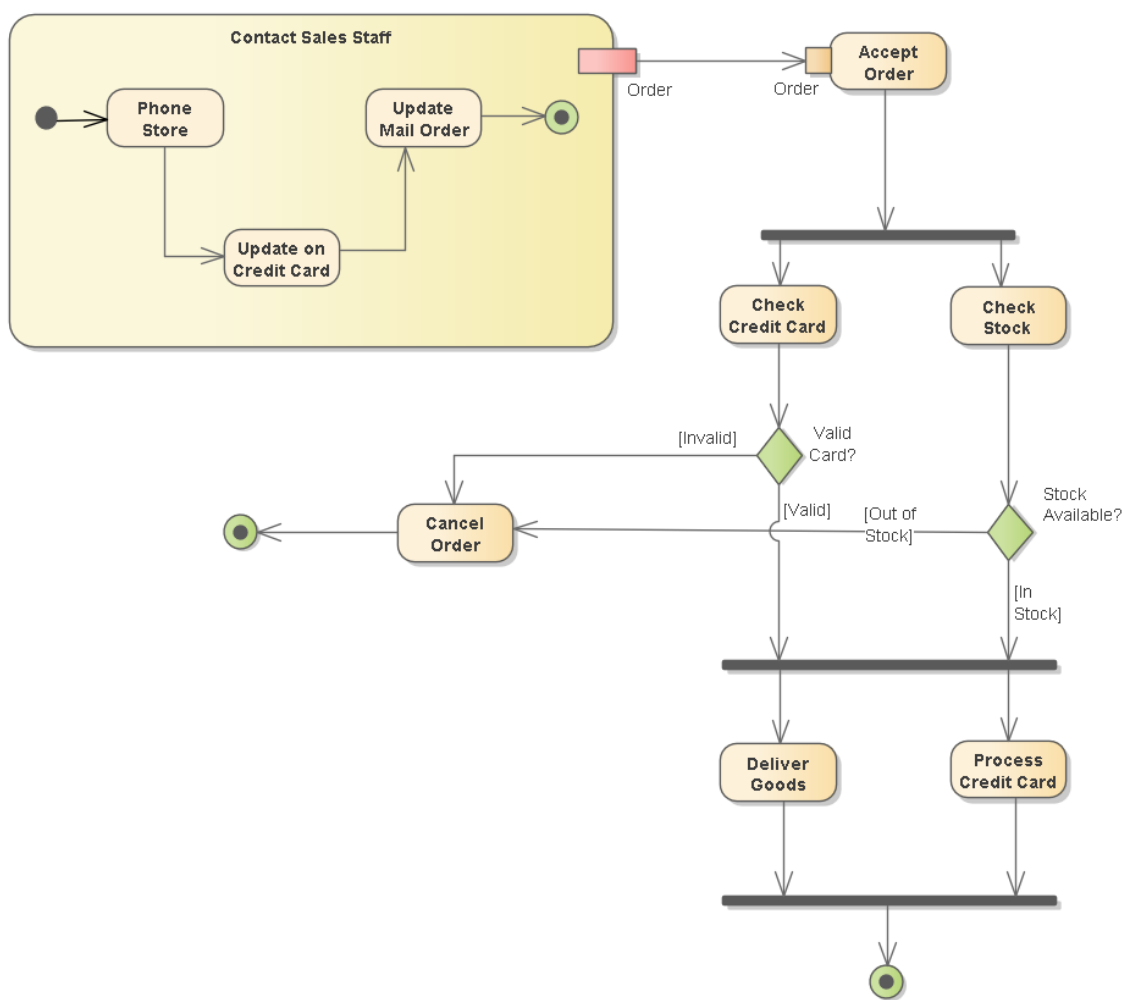 Contact Sales Staff
Phone
Store
Update
Mail Order
Update on
Credit Card
Order
Order
Accept
Order
Check
Credit Card
Check
Stock
[Invalid]
Valid
Card?
[Valid]
[Out of
Stock]
Stock
Available?
Cancel
Order
[In
Stock]
Deliver
Goods
Process
Credit Card